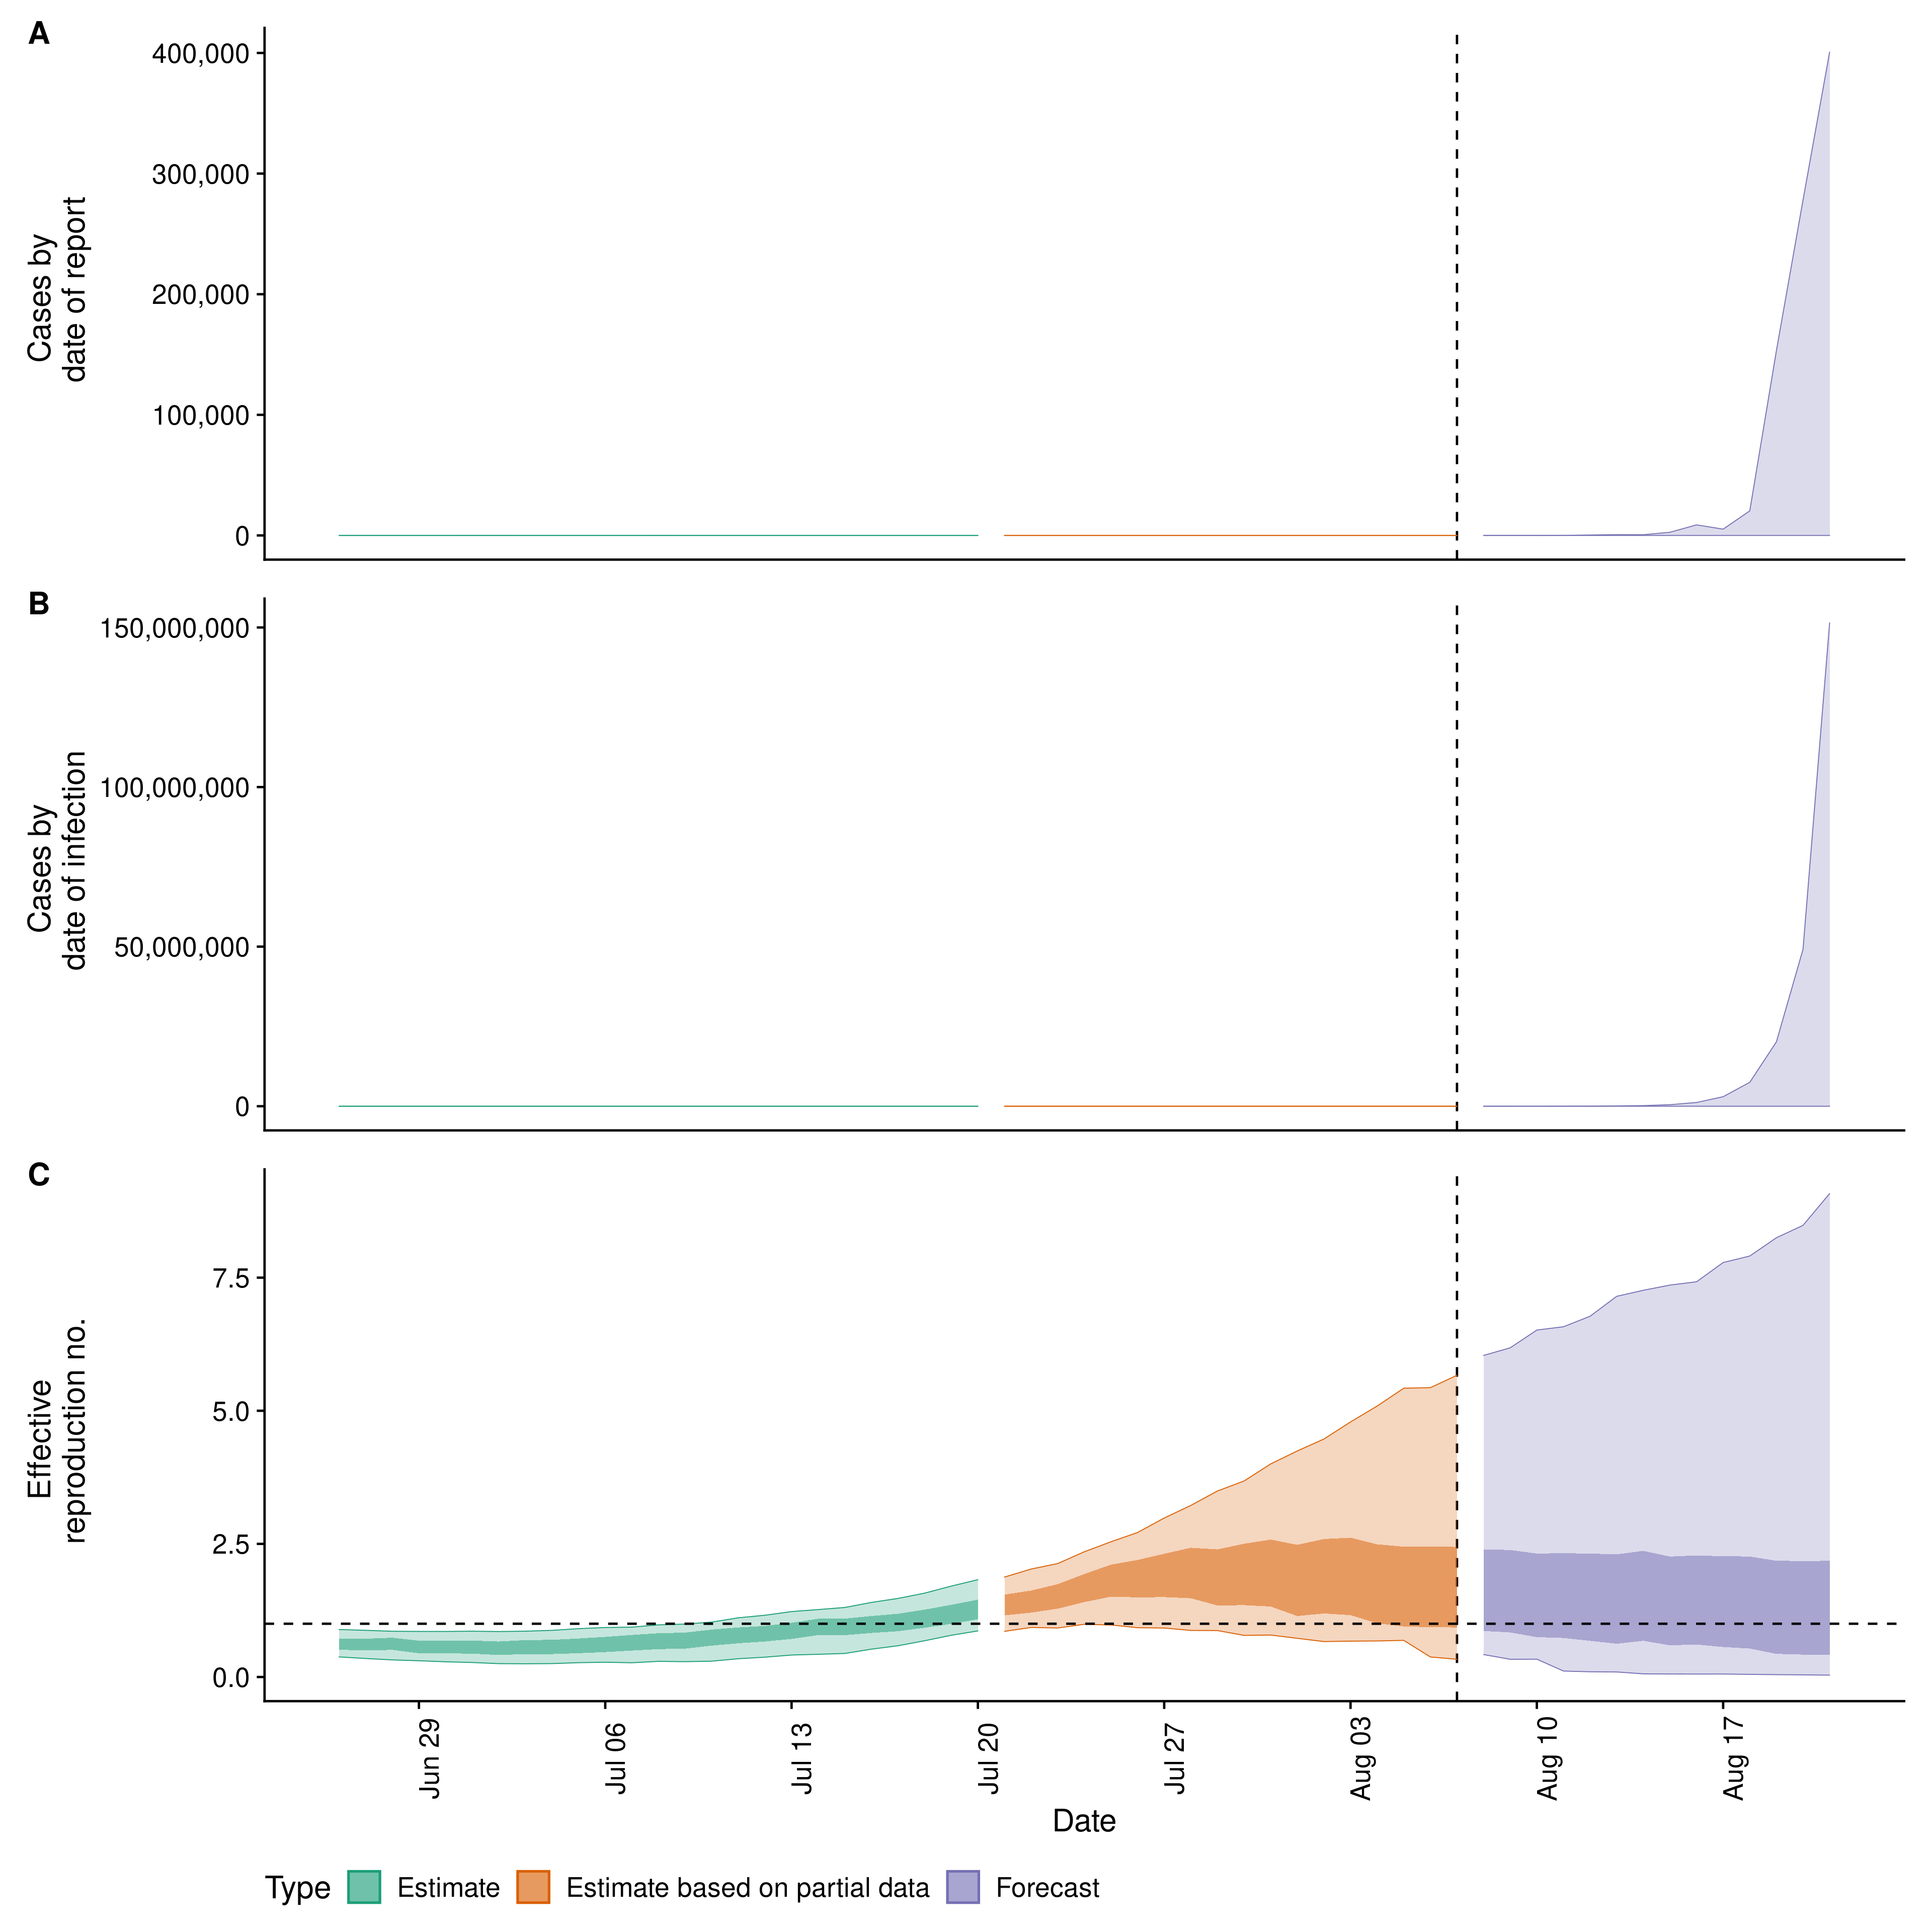 A
400,000
300,000
200,000
100,000
0
Cases by
date of report
B
150,000,000
100,000,000
50,000,000
0
Cases by
date of infection
C
7.5
5.0
2.5
0.0
Effective
reproduction no.
Jun 29
Jul 06
Jul 13
Jul 20
Jul 27
Aug 03
Aug 10
Aug 17
Date
Type Estimate Estimate based on partial data Forecast